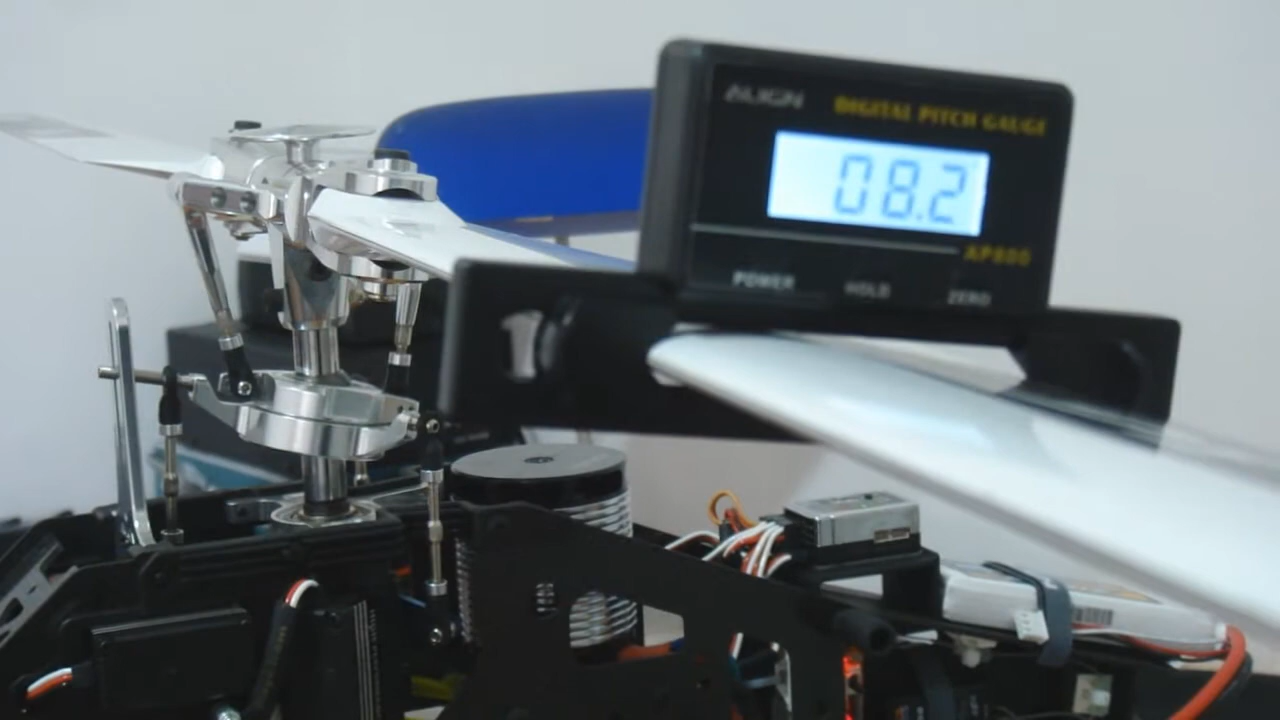 ALIGN
DIGITAL PITCH GAUGE
08.2
AP800
POWER HOLD ZERO